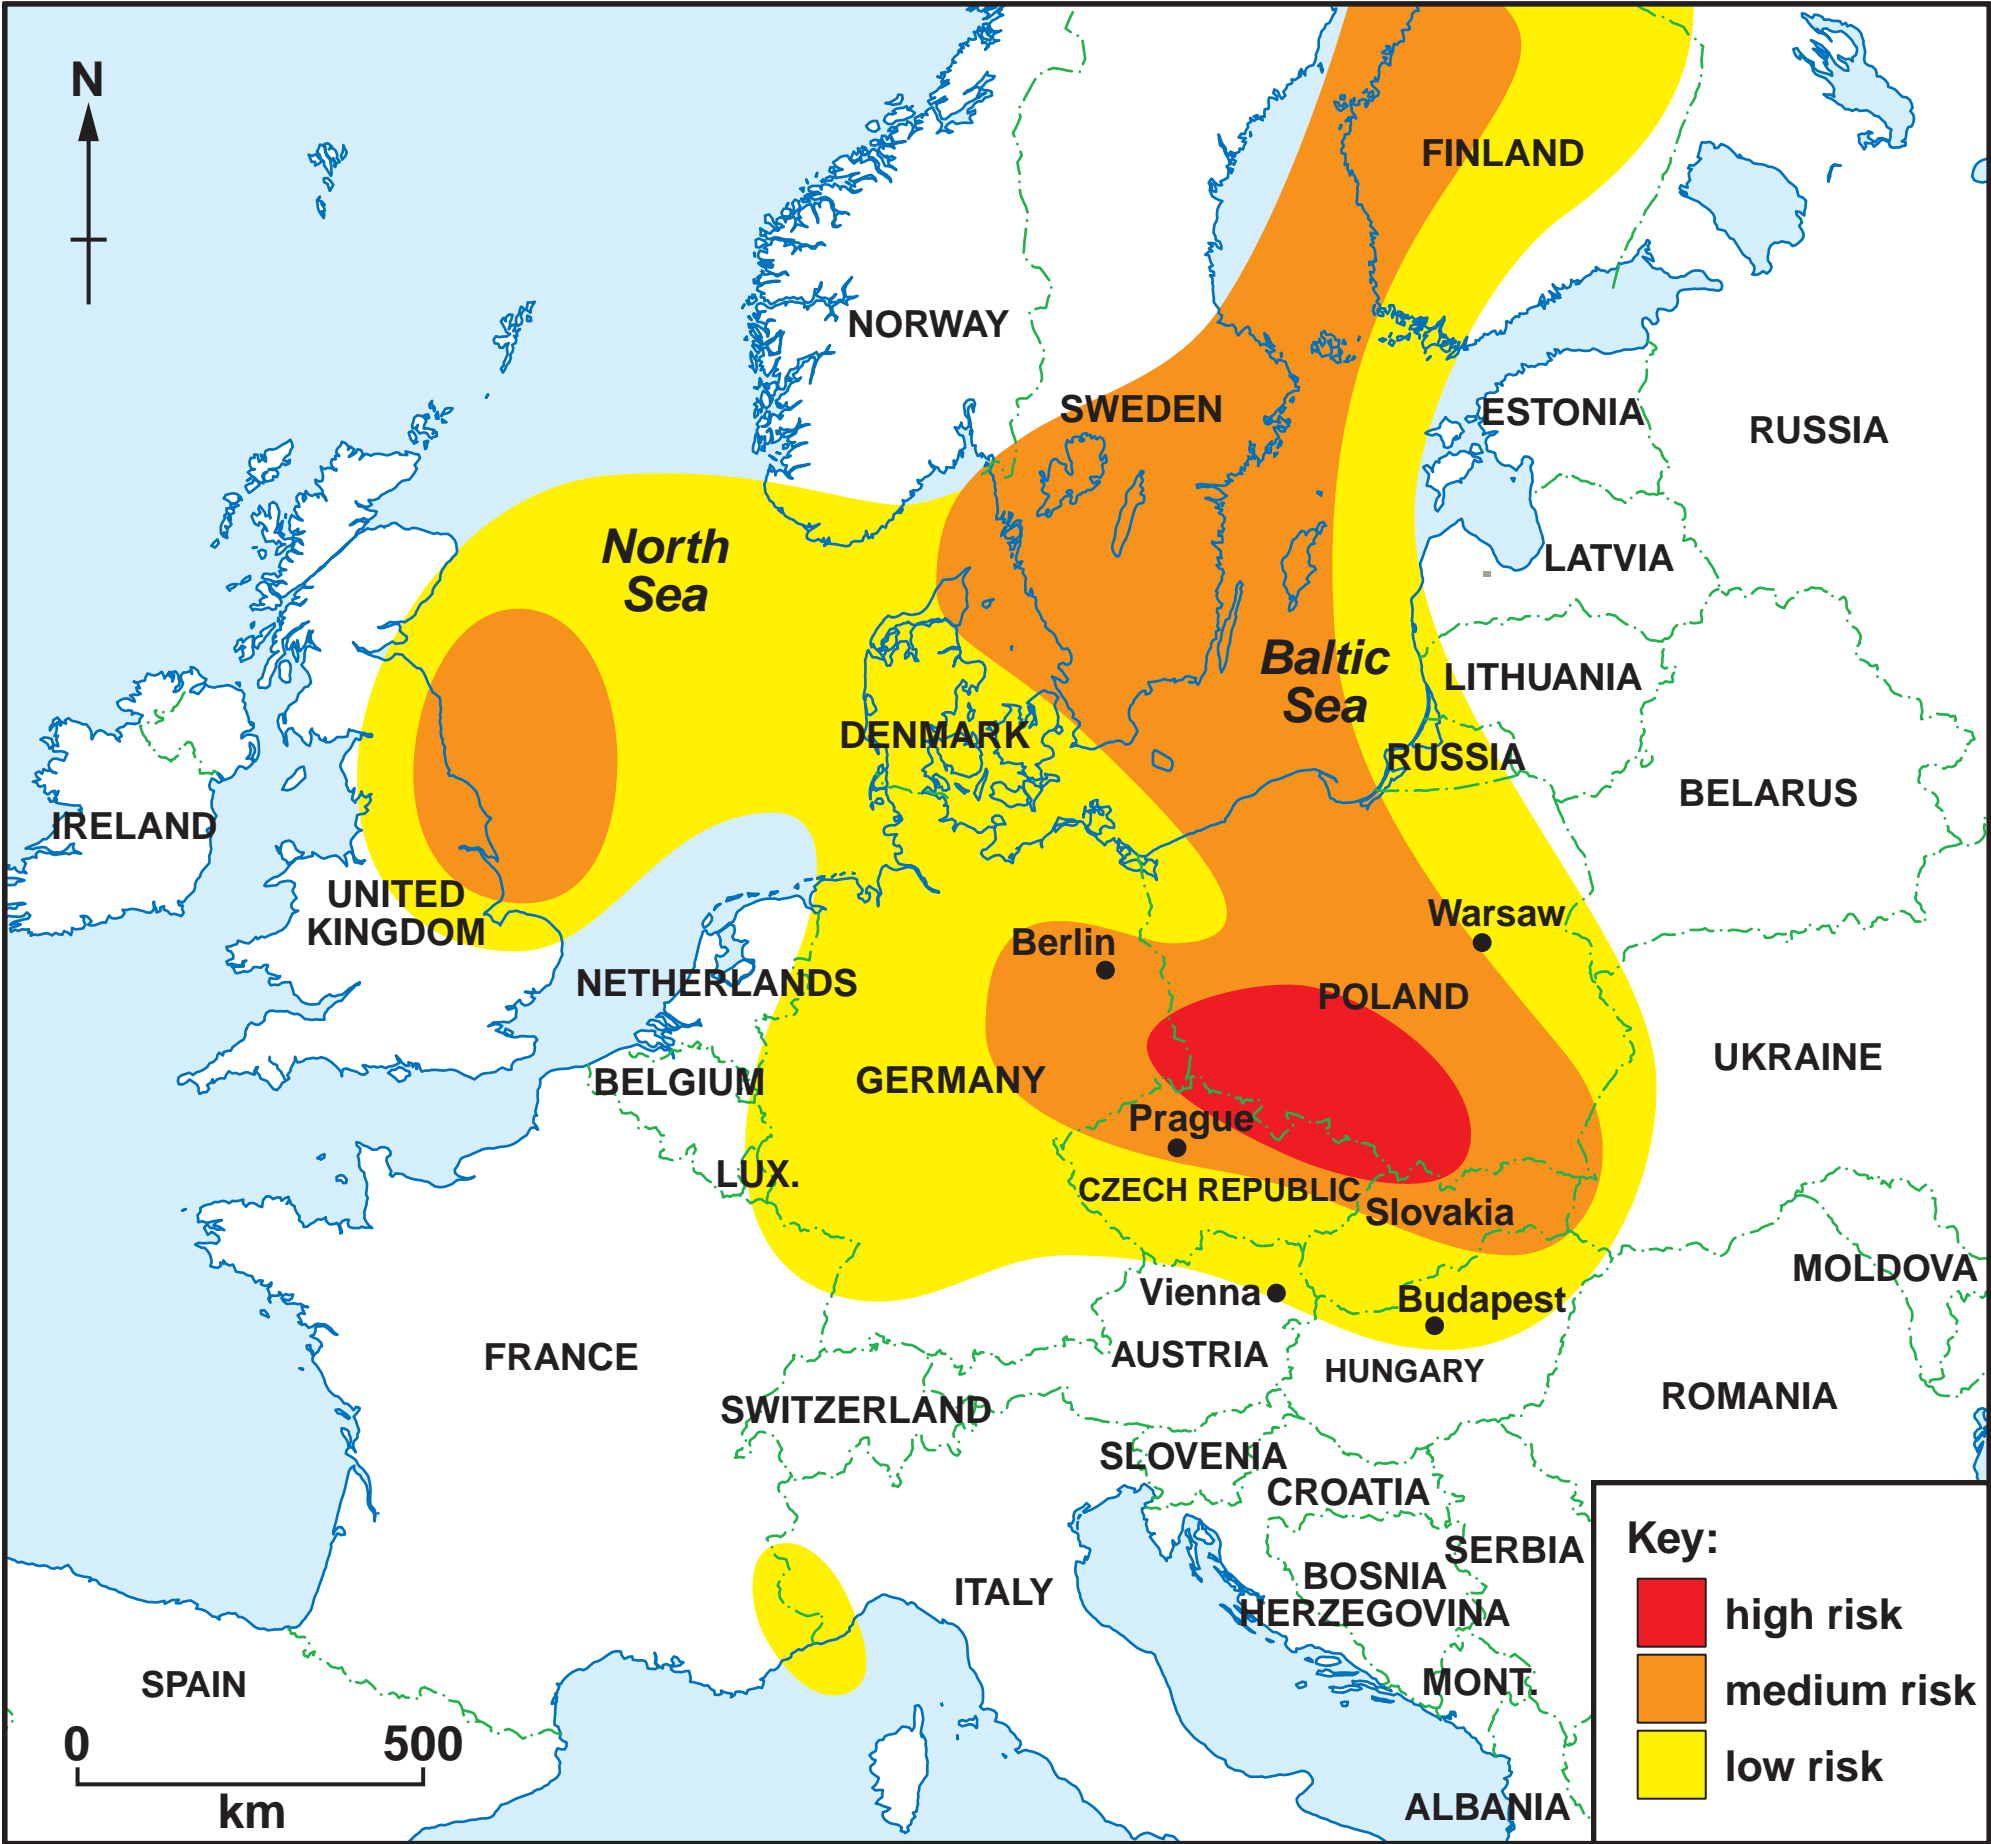 N
FINLAND
NORWAY
SWEDEN
ESTONIA
RUSSIA
North
Sea
LATVIA
Baltic
Sea
LITHUANIA
DENMARK
RUSSIA
BELARUS
IRELAND
UNITED
KINGDOM
Warsaw
Berlin
NETHERLANDS
POLAND
UKRAINE
BELGIUM
GERMANY
Prague
LUX.
CZECH REPUBLIC
Slovakia
MOLDOVA
Vienna
Budapest
FRANCE
AUSTRIA
HUNGARY
ROMANIA
SWITZERLAND
SLOVENIA
CROATIA
SERBIA
BOSNIA
HERZEGOVINA
ITALY
MONT.
SPAIN
ALBANIA
0 500
km
Key:
high risk
medium risk
low risk